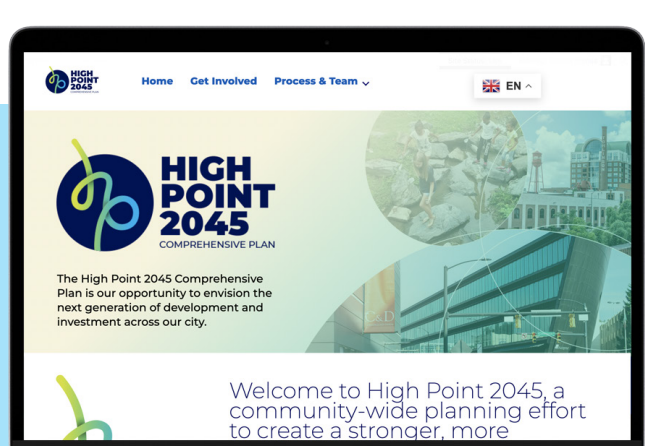 HIGH
POINT
2045
COMPREHENSIVE PLAN
Home Get Involved Process & Team
EN
HIGH
POINT
2045
COMPREHENSIVE PLAN
The High Point 2045 Comprehensive
Plan is our opportunity to envision the
next generation of development and
investment across our city.
C&D
Welcome to High Point 2045, a
community-wide planning effort
to create a stronger, more